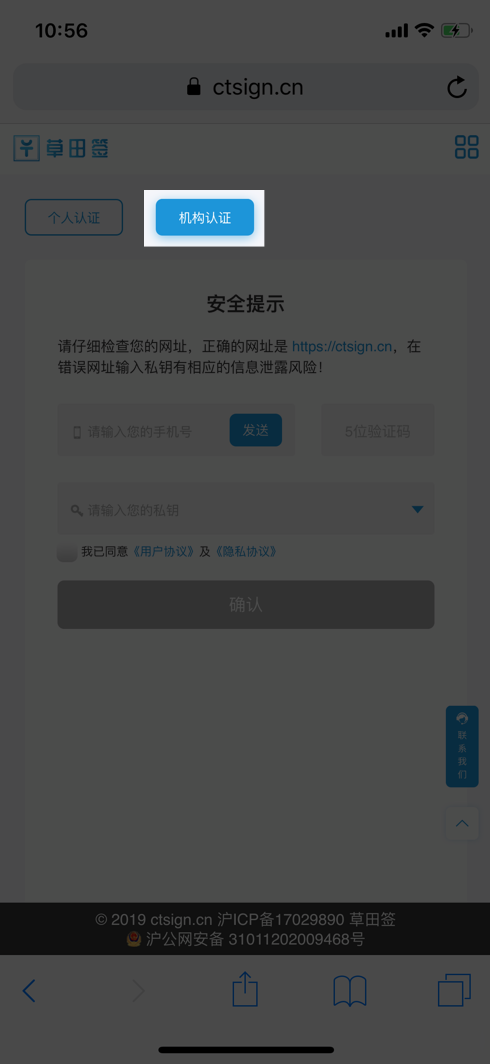 10:56
ctsign.cn
草田签
个人认证
机构认证
安全提示
请仔细检查您的网址，正确的网址是 https://ctsign.cn，在
错误网址输入私钥有相应的信息泄露风险！
请输入您的手机号
发送
5位验证码
请输入您的私钥
我已同意《用户协议》及《隐私协议》
确认
联
系
我
们
© 2019 ctsign.cn 沪ICP备17029890 草田签
沪公网安备 31011202009468号